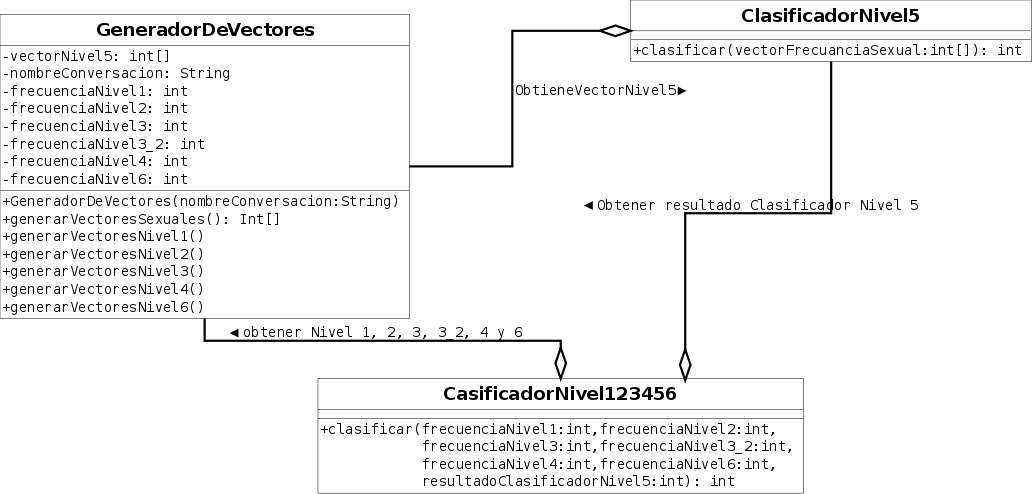 GeneradorDeVectores
-vectorNivel5: int[]
-nombreConversacion: String
-frecuenciaNivel1: int
-frecuenciaNivel2: int
-frecuenciaNivel3: int
-frecuenciaNivel3_2: int
-frecuenciaNivel4: int
-frecuenciaNivel6: int
+GeneradorDeVectores(nombreConversacion:String)
+generarVectoresSexuales(): Int[]
+generarVectoresNivel1()
+generarVectoresNivel2()
+generarVectoresNivel3()
+generarVectoresNivel4()
+generarVectoresNivel6()
ClasificadorNivel5
+clasificar(vectorFrecuanciaSexual:int[]): int
ObtieneVectorNivel5▶
◀Obtener resultado Clasificador Nivel 5
◀obtener Nivel 1, 2, 3, 3_2, 4 y 6
CasificadorNivel123456
+clasificar(frecuenciaNivel1:int,frecuenciaNivel2:int,
frecuenciaNivel3:int,frecuenciaNivel3_2:int,
frecuenciaNivel4:int,frecuenciaNivel6:int,
resultadoClasificadorNivel5:int): int